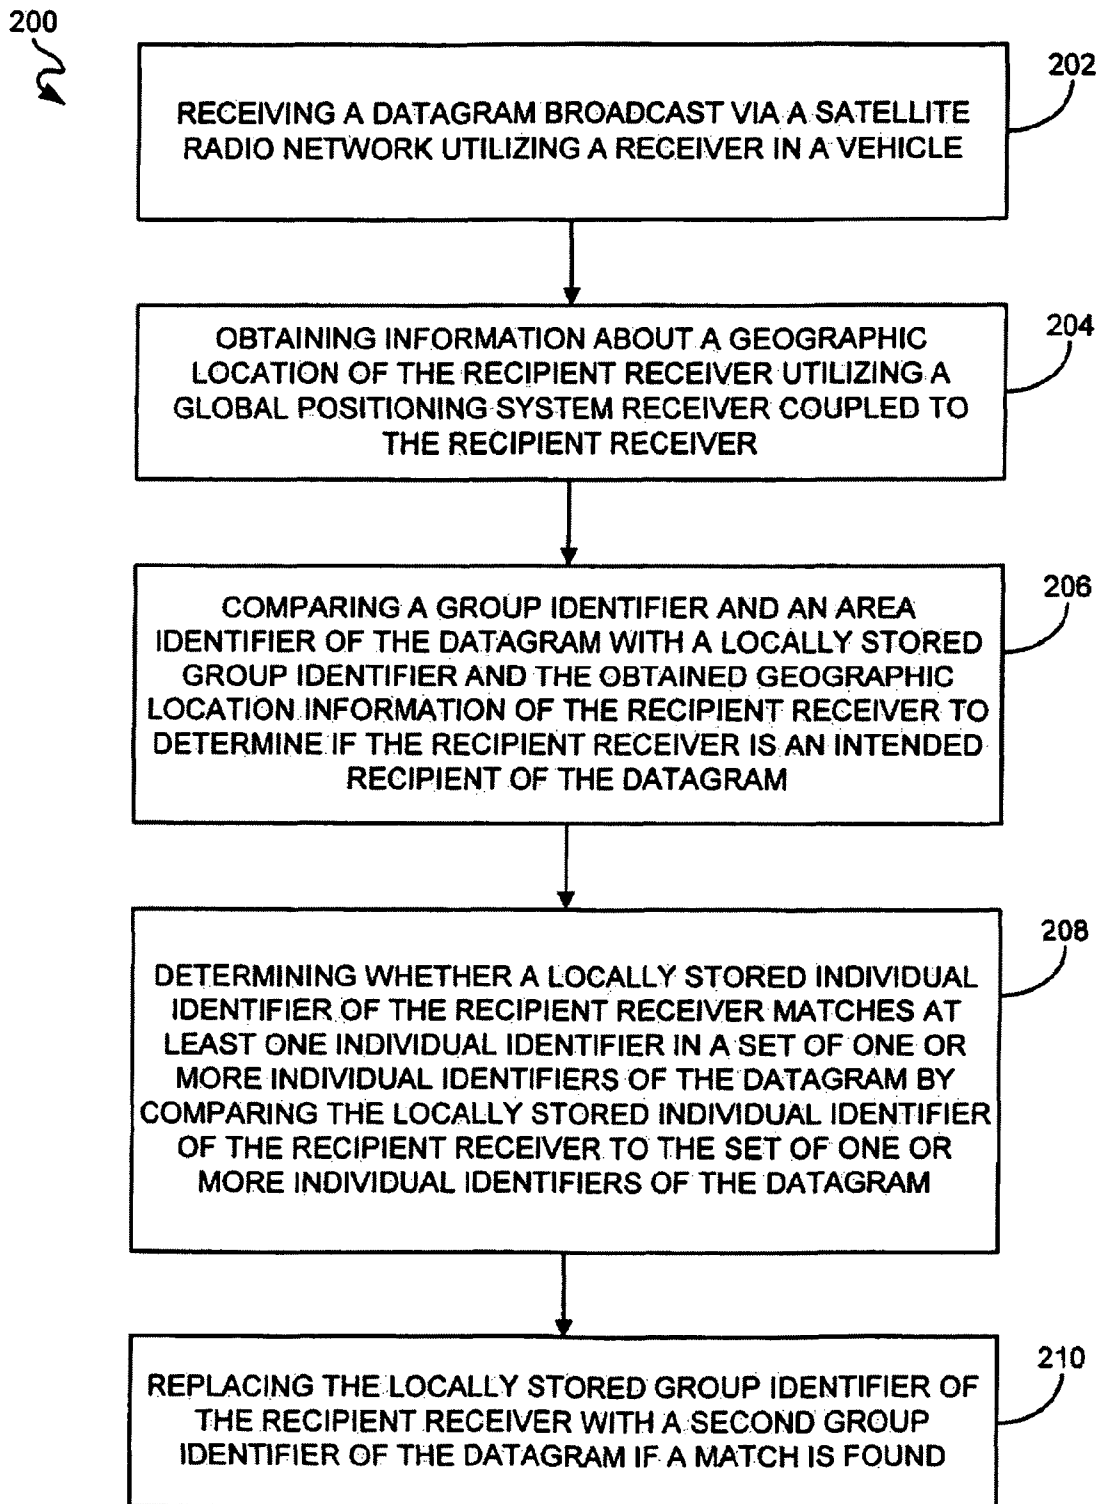 200
202
RECEIVING A DATAGRAM BROADCAST VIA A SATELLITE
RADIO NETWORK UTILIZING A RECEIVER IN A VEHICLE
204
OBTAINING INFORMATION ABOUT A GEOGRAPHIC
LOCATION OF THE RECIPIENT RECEIVER UTILIZING A
GLOBAL POSITIONING SYSTEM RECEIVER COUPLED TO
THE RECIPIENT RECEIVER
206
COMPARING A GROUP IDENTIFIER AND AN AREA
IDENTIFIER OF THE DATAGRAM WITH A LOCALLY STORED
GROUP IDENTIFIER AND THE OBTAINED GEOGRAPHIC
LOCATION INFORMATION OF THE RECIPIENT RECEIVER TO
DETERMINE IF THE RECIPIENT RECEIVER IS AN INTENDED
RECIPIENT OF THE DATAGRAM
208
DETERMINING WHETHER A LOCALLY STORED INDIVIDUAL
IDENTIFIER OF THE RECIPIENT RECEIVER MATCHES AT
LEAST ONE INDIVIDUAL IDENTIFIER IN A SET OF ONE OR
MORE INDIVIDUAL IDENTIFIERS OF THE DATAGRAM BY
COMPARING THE LOCALLY STORED INDIVIDUAL IDENTIFIER
OF THE RECIPIENT RECEIVER TO THE SET OF ONE OR
MORE INDIVIDUAL IDENTIFIERS OF THE DATAGRAM
210
REPLACING THE LOCALLY STORED GROUP IDENTIFIER OF
THE RECIPIENT RECEIVER WITH A SECOND GROUP
IDENTIFIER OF THE DATAGRAM IF A MATCH IS FOUND